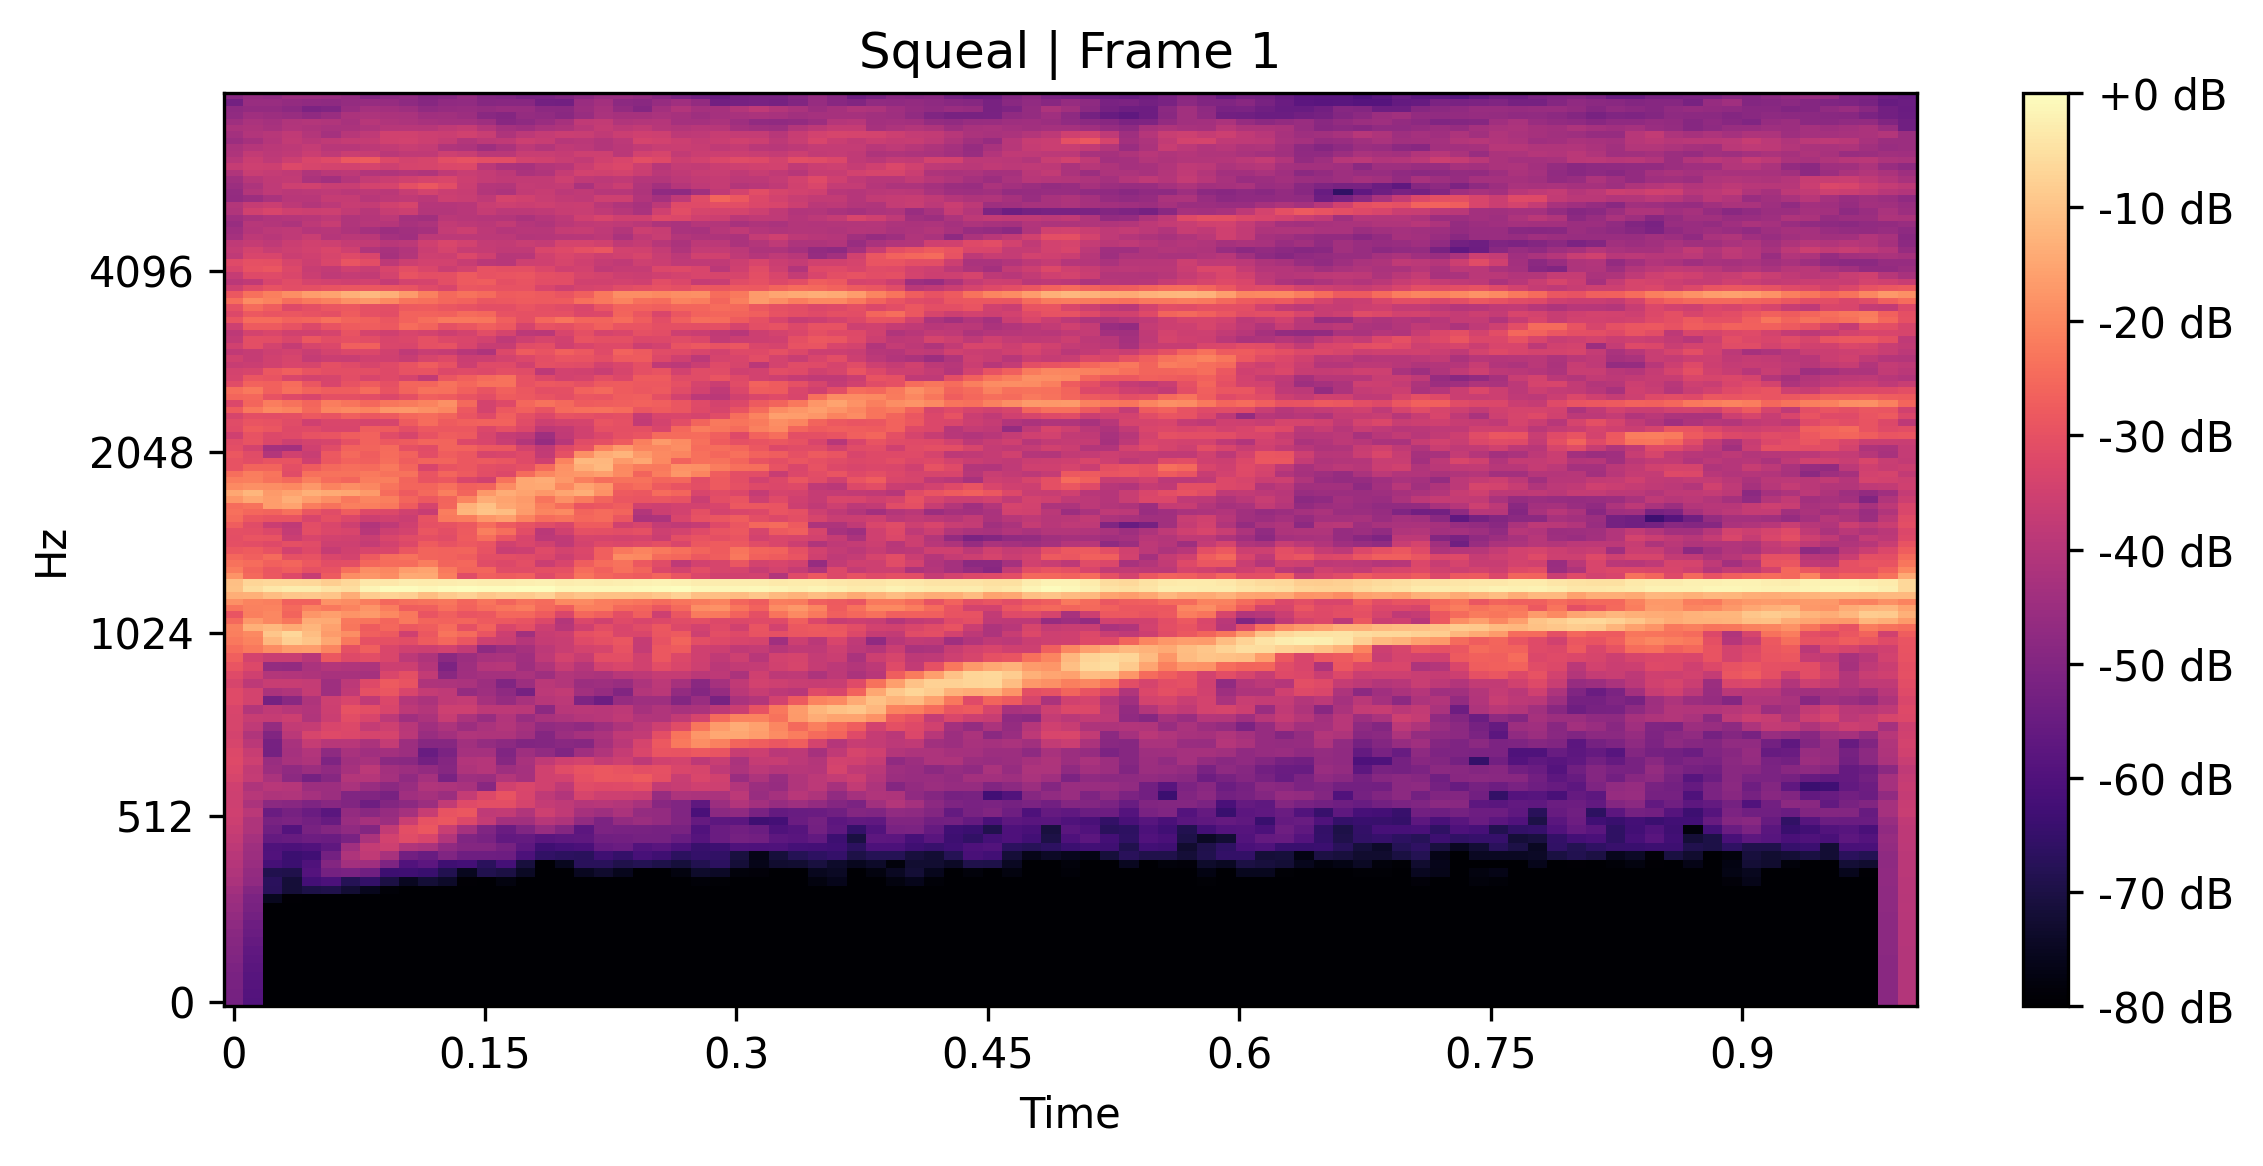 Squeal | Frame 1
+0 dB
-10 dB
4096
-20 dB
-30 dB
2048
-40 dB
Hz
1024
-50 dB
-60 dB
512
-70 dB
0
-80 dB
0 0.15 0.3 0.45 0.6 0.75 0.9
Time